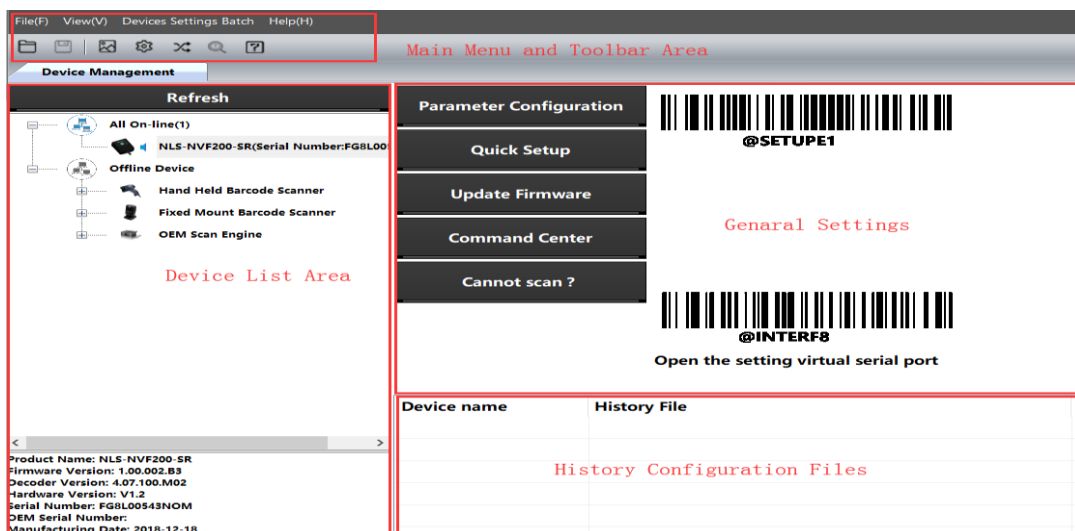 File(F) View(V) Devices Settings Batch Help(H)
Main Menu and Toolbar Area
Device Management
Refresh
All On-line(1)
NLS-NVF200-SR(Serial Number:FG8L005
Offline Device
Hand Held Barcode Scanner
Fixed Mount Barcode Scanner
OEM Scan Engine
Device List Area
Product Name: NLS-NVF200-SR
Firmware Version: 1.00.002.B3
Decoder Version: 4.07.100.M02
Hardware Version: V1.2
Serial Number: FG8L00543NOM
OEM Serial Number:
Manufacturing Date: 2018-12-18
Parameter Configuration
Quick Setup
Update Firmware
Command Center
Cannot scan ?
@SETUPE1
Genaral Settings
@INTERF8
Open the setting virtual serial port
Device name History File
History Configuration Files